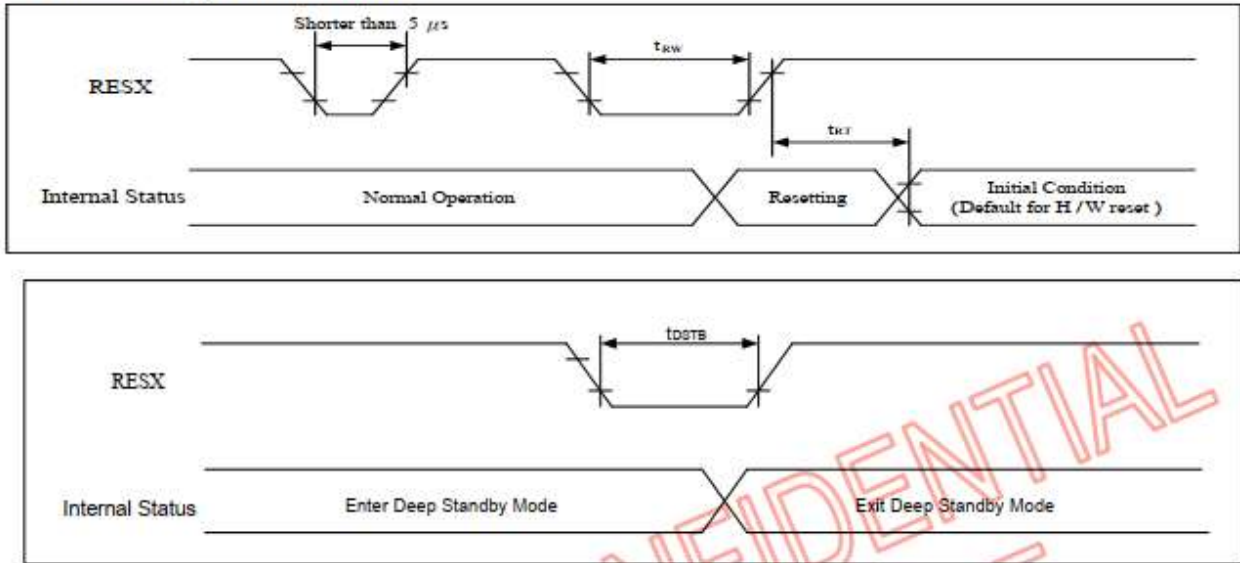 Shorter than 5 μs
tRW
RESX
tRT
Internal Status
Normal Operation
Resetting
Initial Condition
(Default for H / W reset )
tDSTB
RESX
Internal Status
Enter Deep Standby Mode
Exit Deep Standby Mode
NFIDENTIAL